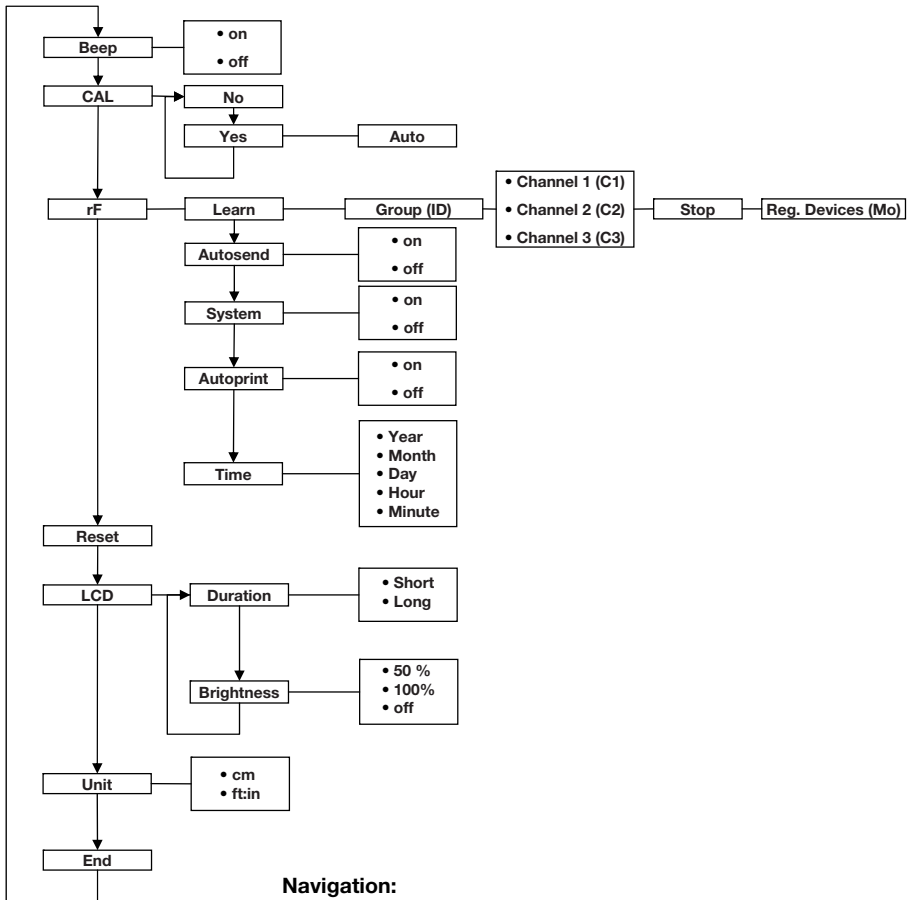 Beep
• on
• off
CAL
No
Yes
Auto
rF
Learn
Group (ID)
• Channel 1 (C1)
• Channel 2 (C2)
• Channel 3 (C3)
Stop
Reg. Devices (Mo)
Autosend
• on
• off
System
• on
• off
Autoprint
• on
• off
Time
• Year
• Month
• Day
• Hour
• Minute
Reset
LCD
Duration
• Short
• Long
Brightness
• 50 %
• 100%
• off
Unit
• cm
• ft:in
End
Navigation: